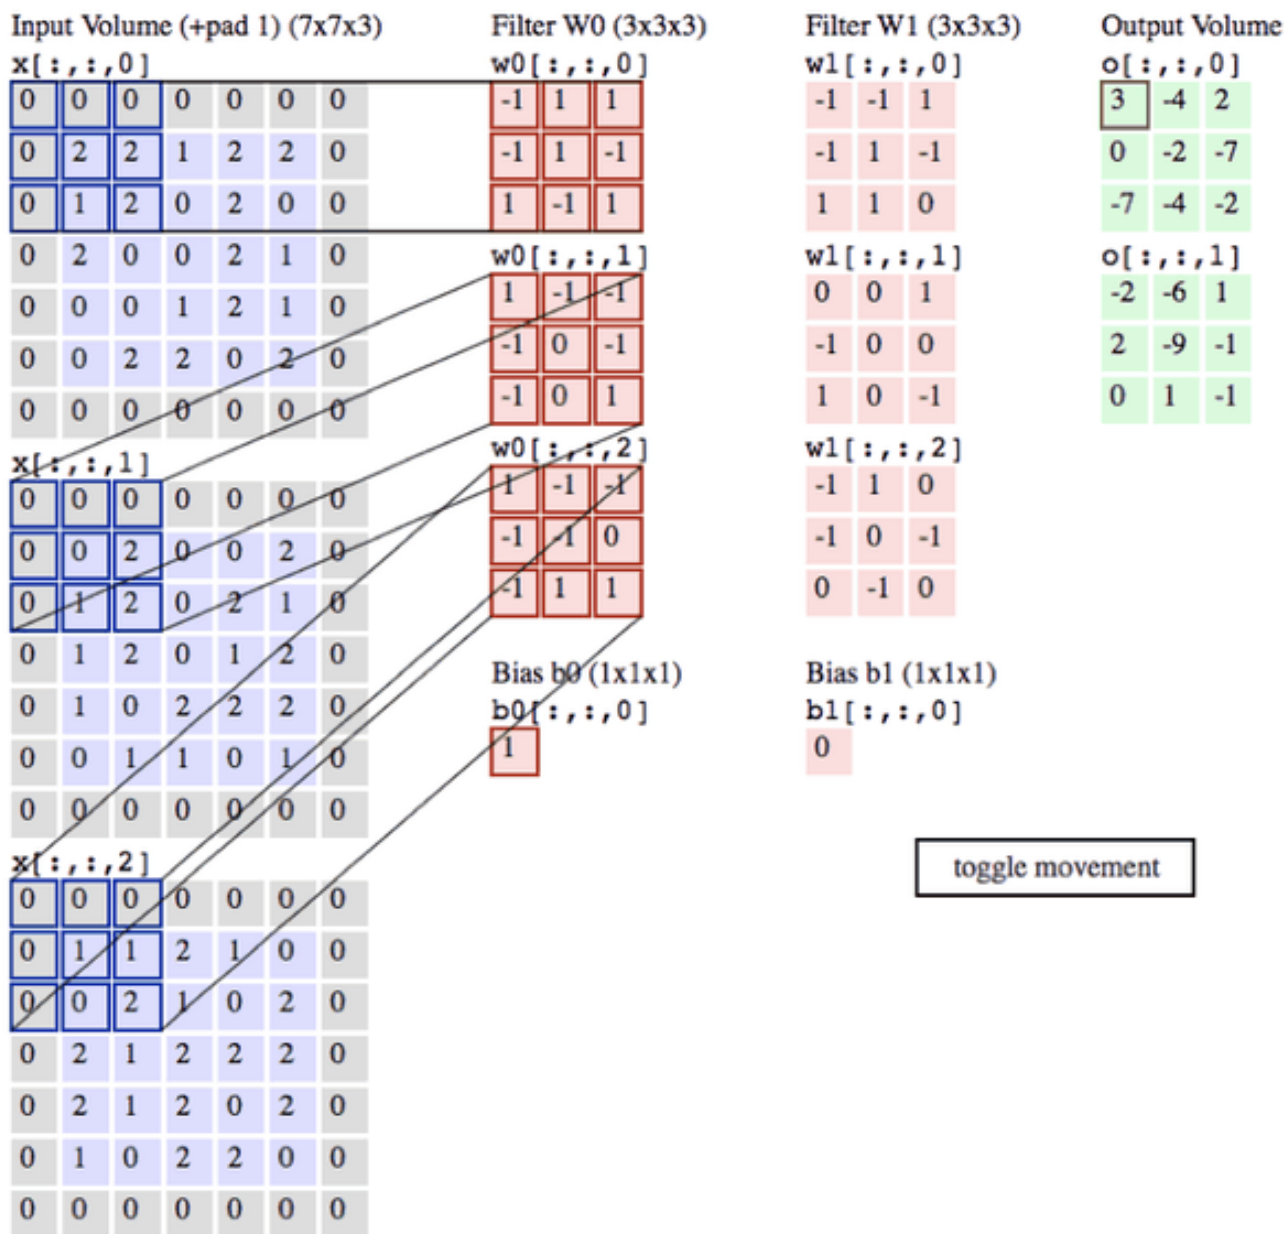 Input Volume (+pad 1) (7x7x3)
x[:,:,0]
0 0 0 0 0 0 0
0 2 2 1 2 2 0
0 1 2 0 2 0 0
0 2 0 0 2 1 0
0 0 0 1 2 1 0
0 0 2 2 0 2 0
0 0 0 0 0 0 0
x[:,:,1]
0 0 0 0 0 0 0
0 0 2 0 0 2 0
0 1 2 0 2 1 0
0 1 2 0 1 2 0
0 1 0 2 2 2 0
0 0 1 1 0 1 0
0 0 0 0 0 0 0
x[:,:,2]
0 0 0 0 0 0 0
0 1 1 2 1 0 0
0 0 2 1 0 2 0
0 2 1 2 2 2 0
0 2 1 2 0 2 0
0 1 0 2 2 0 0
0 0 0 0 0 0 0
Filter W0 (3x3x3)
w0[:,:,0]
-1 1 1
-1 1 -1
1 -1 1
w0[:,:,1]
1 -1 -1
-1 0 -1
-1 0 1
w0[:,:,2]
1 -1 -1
-1 -1 0
-1 1 1
Bias b0 (1x1x1)
b0[:,:,0]
1
Filter W1 (3x3x3)
w1[:,:,0]
-1 -1 1
-1 1 -1
1 1 0
w1[:,:,1]
0 0 1
-1 0 0
1 0 -1
w1[:,:,2]
-1 1 0
-1 0 -1
0 -1 0
Bias b1 (1x1x1)
b1[:,:,0]
0
Output Volume
o[:,:,0]
3 -4 2
0 -2 -7
-7 -4 -2
o[:,:,1]
-2 -6 1
2 -9 -1
0 1 -1
toggle movement